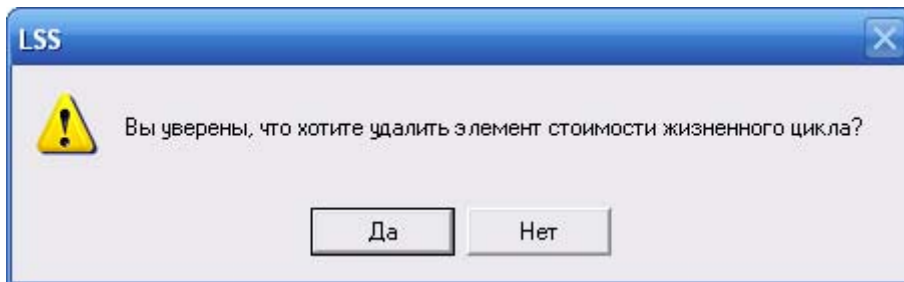 LSS
Вы уверены, что хотите удалить элемент стоимости жизненного цикла?
Да
Нет